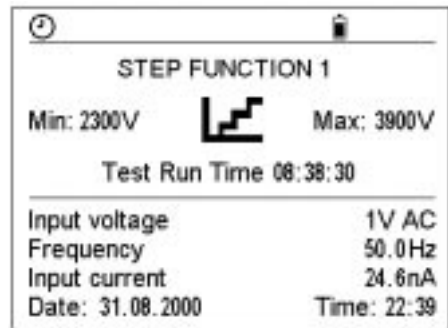 STEP FUNCTION 1
Min: 2300V Max: 3900V
Test Run Time 08:38:30
Input voltage 1V AC
Frequency 50.0Hz
Input current 24.6nA
Date: 31.08.2000 Time: 22:39